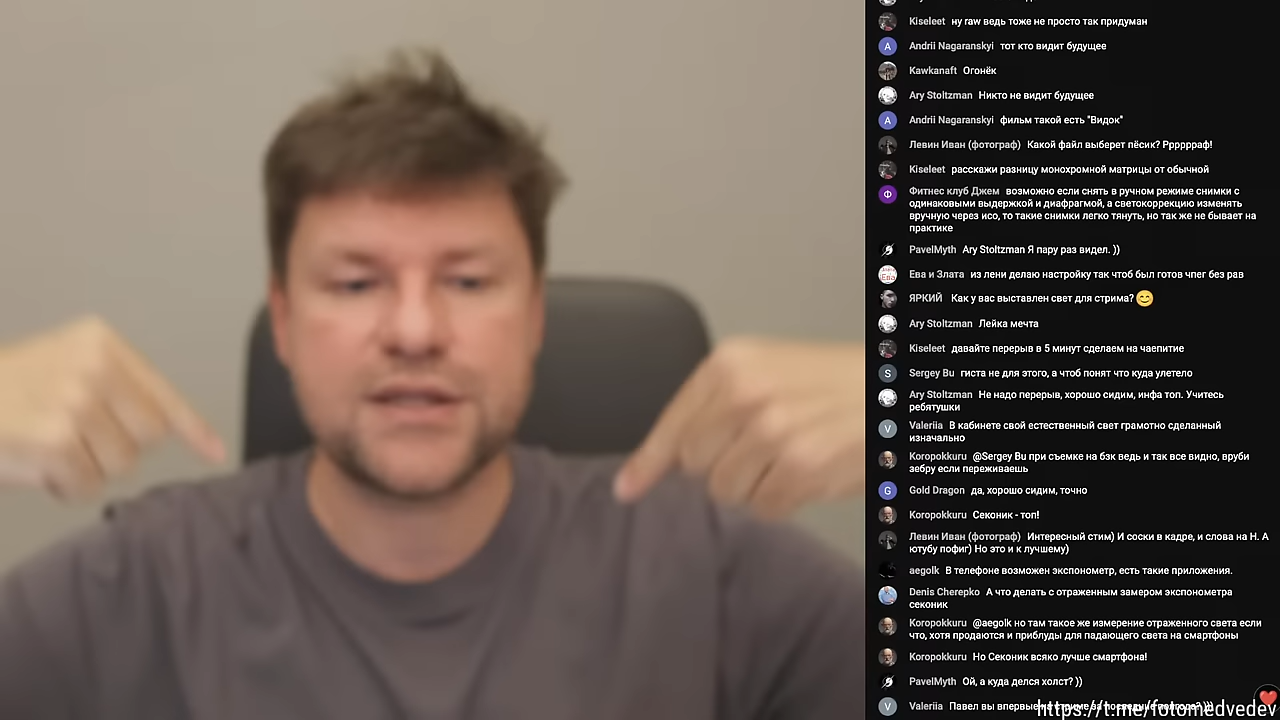 Kiseleet ну raw ведь тоже не просто так придуман
A Andrii Nagaranskyi тот кто видит будущее
Kawkanaft Огонёк
Ary Stoltzman Никто не видит будущее
A Andrii Nagaranskyi фильм такой есть "Видок"
Левин Иван (фотограф) Какой файл выберет пёсик? Рррррраф!
Kiseleet расскажи разницу монохромной матрицы от обычной
Ф Фитнес клуб Джем возможно если снять в ручном режиме снимки с
одинаковыми выдержкой и диафрагмой, а светокоррекцию изменять
вручную через исо, то такие снимки легко тянуть, но так же не бывает на
практике
PavelMyth Ary Stoltzman Я пару раз видел. ))
Ева и Злата из лени делаю настройку так чтоб был готов чпег без рав
ЯРКИЙ Как у вас выставлен свет для стрима? 😊
Ary Stoltzman Лейка мечта
Kiseleet давайте перерыв в 5 минут сделаем на чаепитие
S Sergey Bu гиста не для этого, а чтоб понят что куда улетело
Ary Stoltzman Не надо перерыв, хорошо сидим, инфа топ. Учитесь
ребятушки
V Valeriia В кабинете свой естественный свет грамотно сделанный
изначально
Koropokkuru @Sergey Bu при съемке на бзк ведь и так все видно, вруби
зебру если переживаешь
G Gold Dragon да, хорошо сидим, точно
Koropokkuru Секоник - топ!
Левин Иван (фотограф) Интересный стим) И соски в кадре, и слова на Н. А
ютубу пофиг) Но это и к лучшему)
aegolk В телефоне возможен экспонометр, есть такие приложения.
Denis Cherepko А что делать с отраженным замером экспонометра
секоник
Koropokkuru @aegolk но там такое же измерение отраженного света если
что, хотя продаются и приблуды для падающего света на смартфоны
Koropokkuru Но Секоник всяко лучше смартфона!
PavelMyth Ой, а куда делся холст? ))
V Valeriia Павел вы впервые на
https://t.me/fotomedvedev